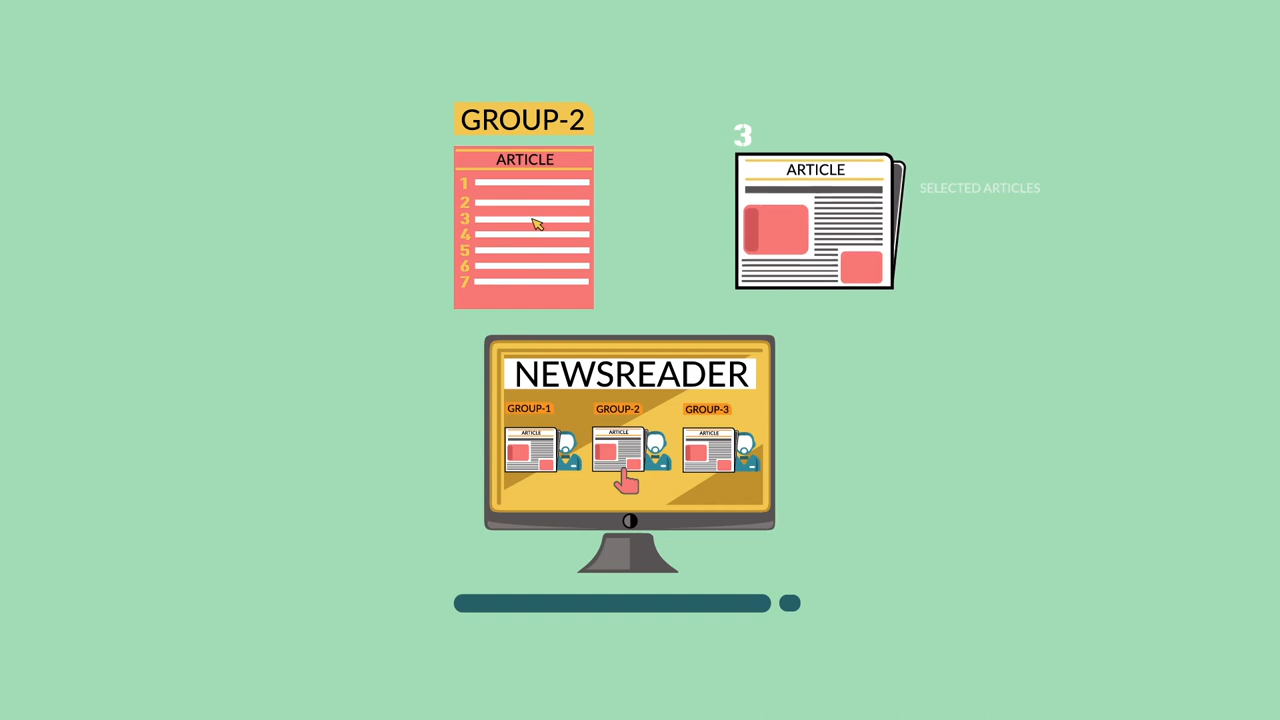 GROUP-2
ARTICLE
1
2
3
4
5
6
7
3
ARTICLE
SELECTED ARTICLES
NEWSREADER
GROUP-1 GROUP-2 GROUP-3
ARTICLE ARTICLE ARTICLE